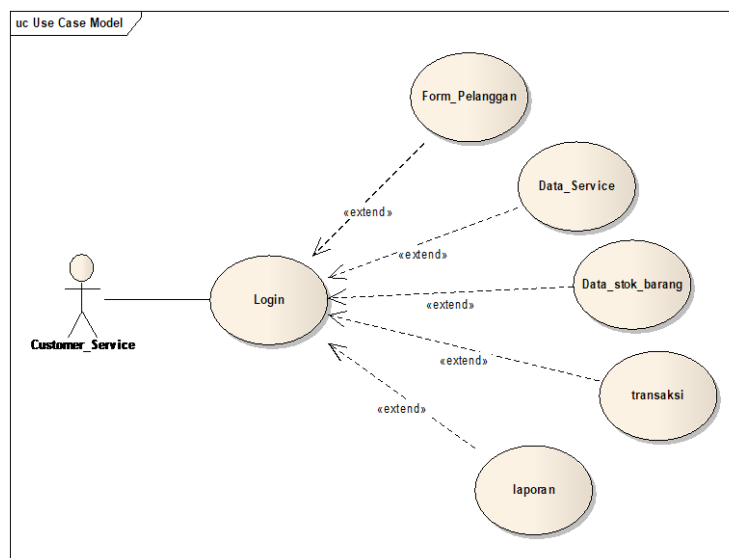 uc Use Case Model
Form_Pelanggan
Data_Service
«extend»
«extend»
Data_stok_barang
«extend»
Login
Customer_Service
«extend»
transaksi
«extend»
laporan